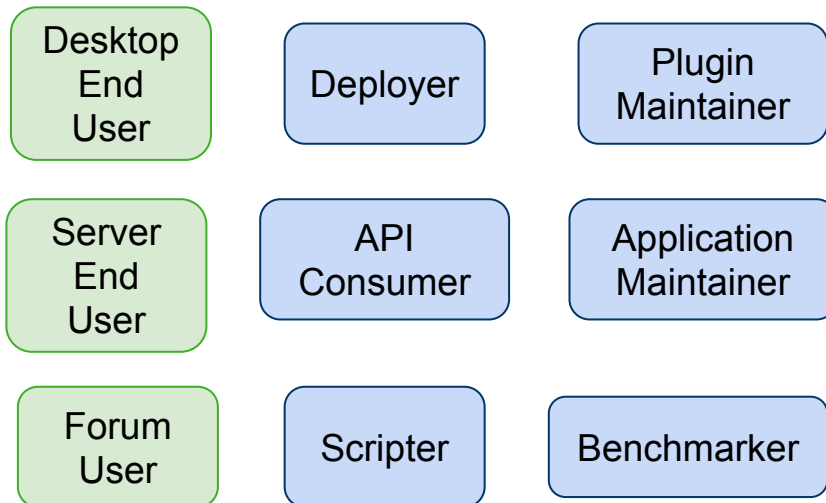 Desktop
End
User
Deployer
Plugin
Maintainer
Server
End
User
API
Consumer
Application
Maintainer
Forum
User
Scripter
Benchmarker